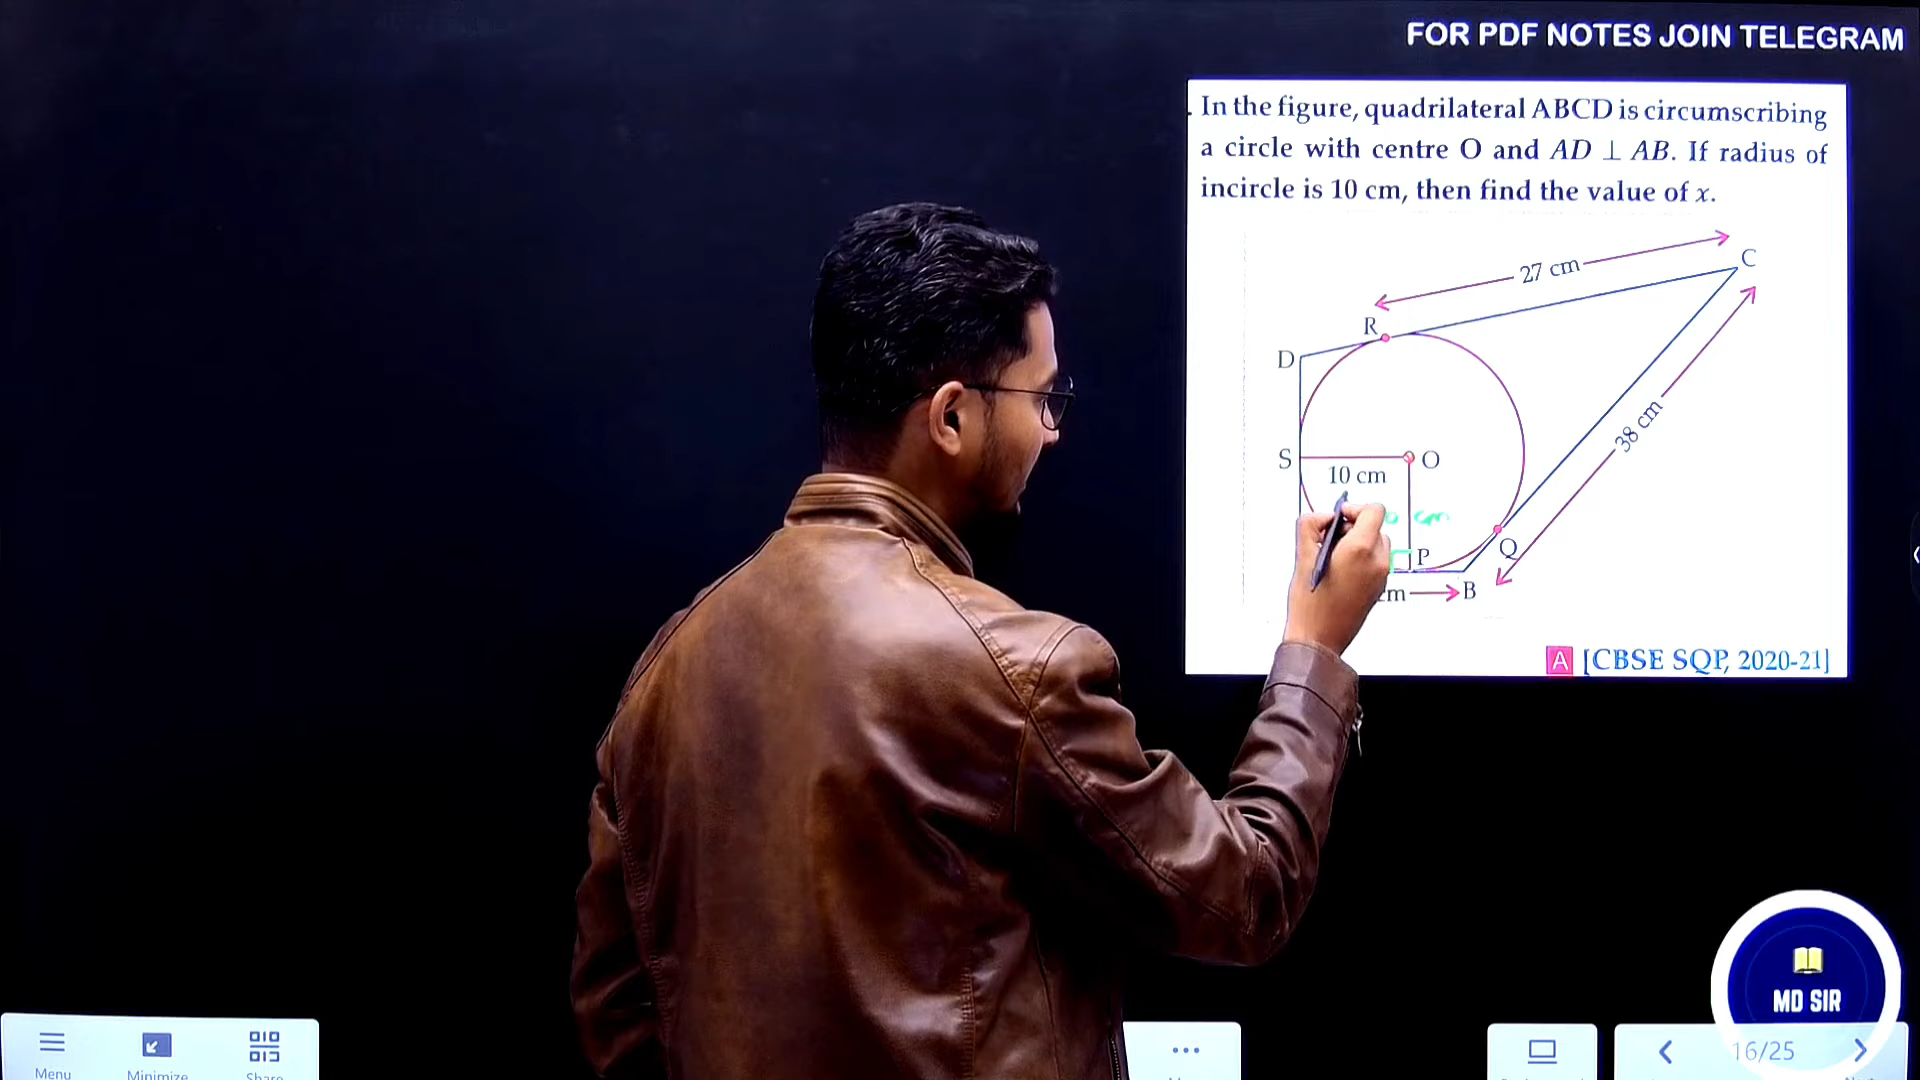 FOR PDF NOTES JOIN TELEGRAM
. In the figure, quadrilateral ABCD is circumscribing
a circle with centre O and AD ⊥ AB. If radius of
incircle is 10 cm, then find the value of x.
27 cm
C
R
D
38 cm
S
O
10 cm
cm
P
Q
B
A [CBSE SQP, 2020-21]
MD SIR
Menu
Minimize
Share
16/25